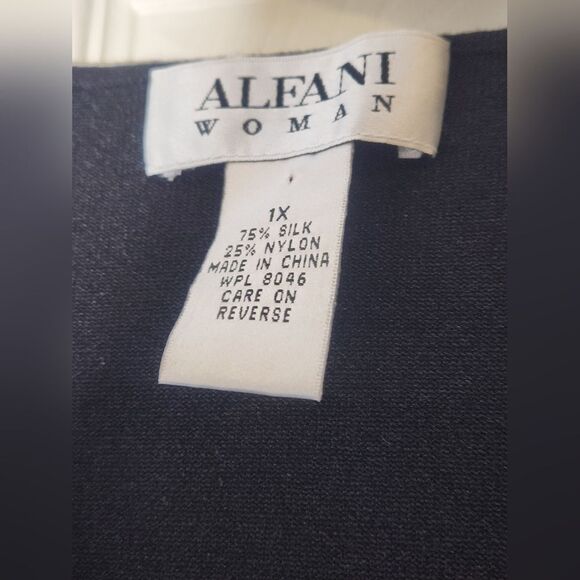 ALFANI
WOMAN
1X
75% SILK
25% NYLON
MADE IN CHINA
WPL 8046
CARE ON
REVERSE